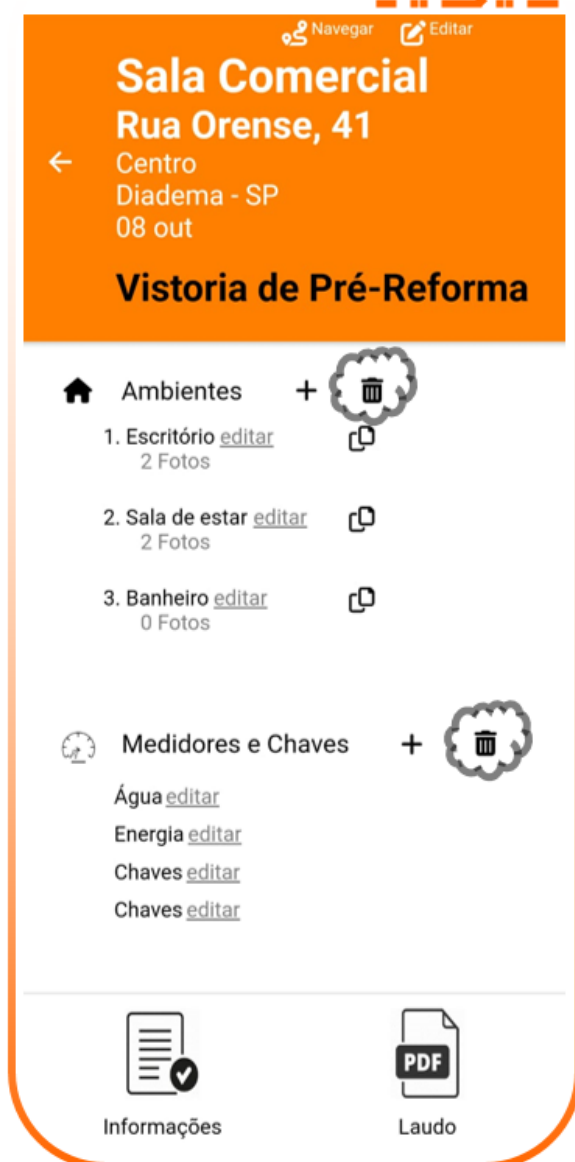 Navegar Editar
Sala Comercial
Rua Orense, 41
Centro
Diadema - SP
08 out
Vistoria de Pré-Reforma
Ambientes +
1. Escritório editar
2 Fotos
2. Sala de estar editar
2 Fotos
3. Banheiro editar
0 Fotos
Medidores e Chaves +
Água editar
Energia editar
Chaves editar
Chaves editar
PDF
Informações Laudo